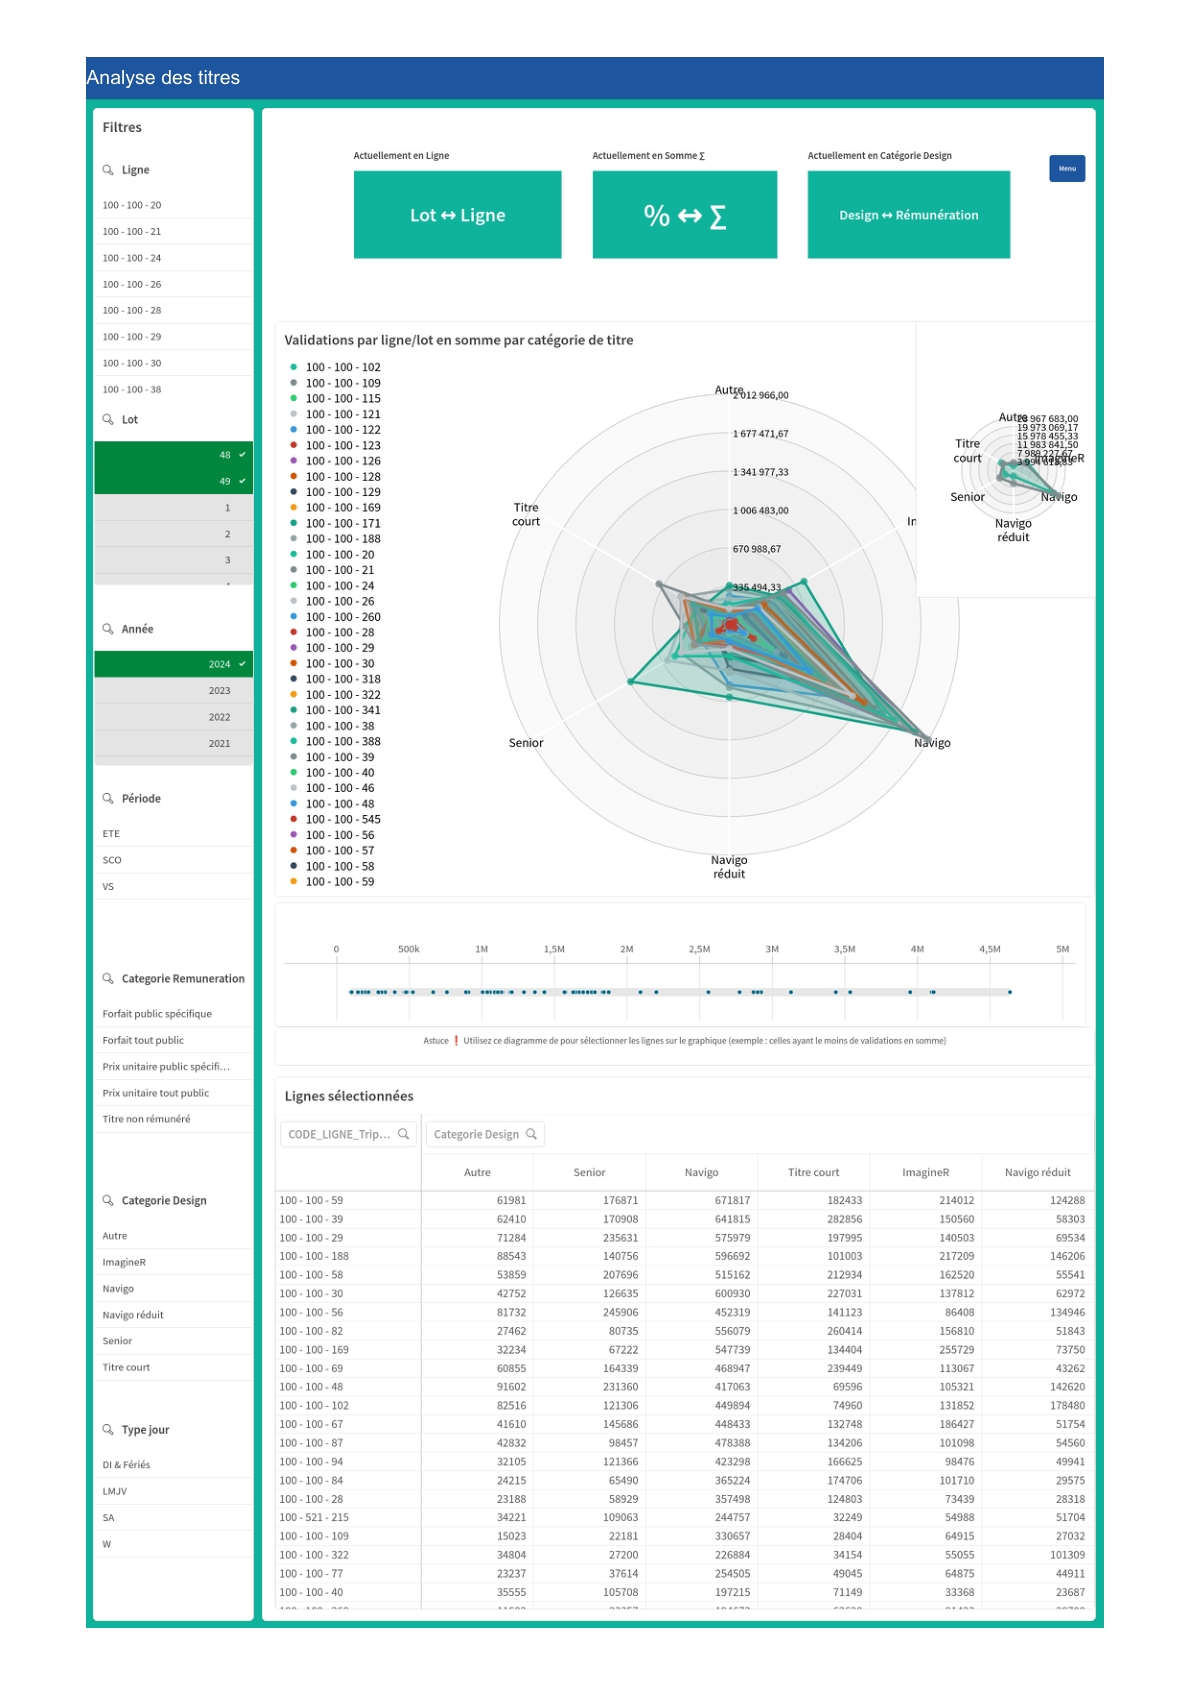 Analyse des titres
Filtres
Ligne
100 - 100 - 20
100 - 100 - 21
100 - 100 - 24
100 - 100 - 26
100 - 100 - 28
100 - 100 - 29
100 - 100 - 30
100 - 100 - 38
Lot
48
49
1
2
3
Année
2024
2023
2022
2021
Période
ETE
SCO
VS
Categorie Remuneration
Forfait public spécifique
Forfait tout public
Prix unitaire public spécifi...
Prix unitaire tout public
Titre non rémunéré
Categorie Design
Autre
ImagineR
Navigo
Navigo réduit
Senior
Titre court
Type jour
DI & Fériés
LMJV
SA
W
Actuellement en Ligne
Lot ↔ Ligne
Actuellement en Somme ∑
% ↔ ∑
Actuellement en Catégorie Design
Design ↔ Rémunération
Menu
Validations par ligne/lot en somme par catégorie de titre
100 - 100 - 102
100 - 100 - 109
100 - 100 - 115
100 - 100 - 121
100 - 100 - 122
100 - 100 - 123
100 - 100 - 126
100 - 100 - 128
100 - 100 - 129
100 - 100 - 169
100 - 100 - 171
100 - 100 - 188
100 - 100 - 20
100 - 100 - 21
100 - 100 - 24
100 - 100 - 26
100 - 100 - 260
100 - 100 - 28
100 - 100 - 29
100 - 100 - 30
100 - 100 - 318
100 - 100 - 322
100 - 100 - 341
100 - 100 - 38
100 - 100 - 388
100 - 100 - 39
100 - 100 - 40
100 - 100 - 46
100 - 100 - 48
100 - 100 - 545
100 - 100 - 56
100 - 100 - 57
100 - 100 - 58
100 - 100 - 59
Autre
2 012 966,00
1 677 471,67
1 341 977,33
1 006 483,00
670 988,67
335 494,33
Titre
court
In
Senior
Navigo
Navigo
réduit
Autre
967 683,00
19 973 069,17
15 978 455,33
11 983 841,50
7 989 227,67
Titre
court
ImagineR
Senior
Navigo
Navigo
réduit
0 500k 1M 1,5M 2M 2,5M 3M 3,5M 4M 4,5M 5M
Astuce ❗ Utilisez ce diagramme de pour sélectionner les lignes sur le graphique (exemple : celles ayant le moins de validations en somme)
Lignes sélectionnées
CODE_LIGNE_Trip... Categorie Design
Autre Senior Navigo Titre court ImagineR Navigo réduit
100 - 100 - 59 61981 176871 671817 182433 214012 124288
100 - 100 - 39 62410 170908 641815 282856 150560 58303
100 - 100 - 29 71284 235631 575979 197995 140503 69534
100 - 100 - 188 88543 140756 596692 101003 217209 146206
100 - 100 - 58 53859 207696 515162 212934 162520 55541
100 - 100 - 30 42752 126635 600930 227031 137812 62972
100 - 100 - 56 81732 245906 452319 141123 86408 134946
100 - 100 - 82 27462 80735 556079 260414 156810 51843
100 - 100 - 169 32234 67222 547739 134404 255729 73750
100 - 100 - 69 60855 164339 468947 239449 113067 43262
100 - 100 - 48 91602 231360 417063 69596 105321 142620
100 - 100 - 102 82516 121306 449894 74960 131852 178480
100 - 100 - 67 41610 145686 448433 132748 186427 51754
100 - 100 - 87 42832 98457 478388 134206 101098 54560
100 - 100 - 94 32105 121366 423298 166625 98476 49941
100 - 100 - 84 24215 65490 365224 174706 101710 29575
100 - 100 - 28 23188 58929 357498 124803 73439 28318
100 - 521 - 215 34221 109063 244757 32249 54988 51704
100 - 100 - 109 15023 22181 330657 28404 64915 27032
100 - 100 - 322 34804 27200 226884 34154 55055 101309
100 - 100 - 77 23237 37614 254505 49045 64875 44911
100 - 100 - 40 35555 105708 197215 71149 33368 23687